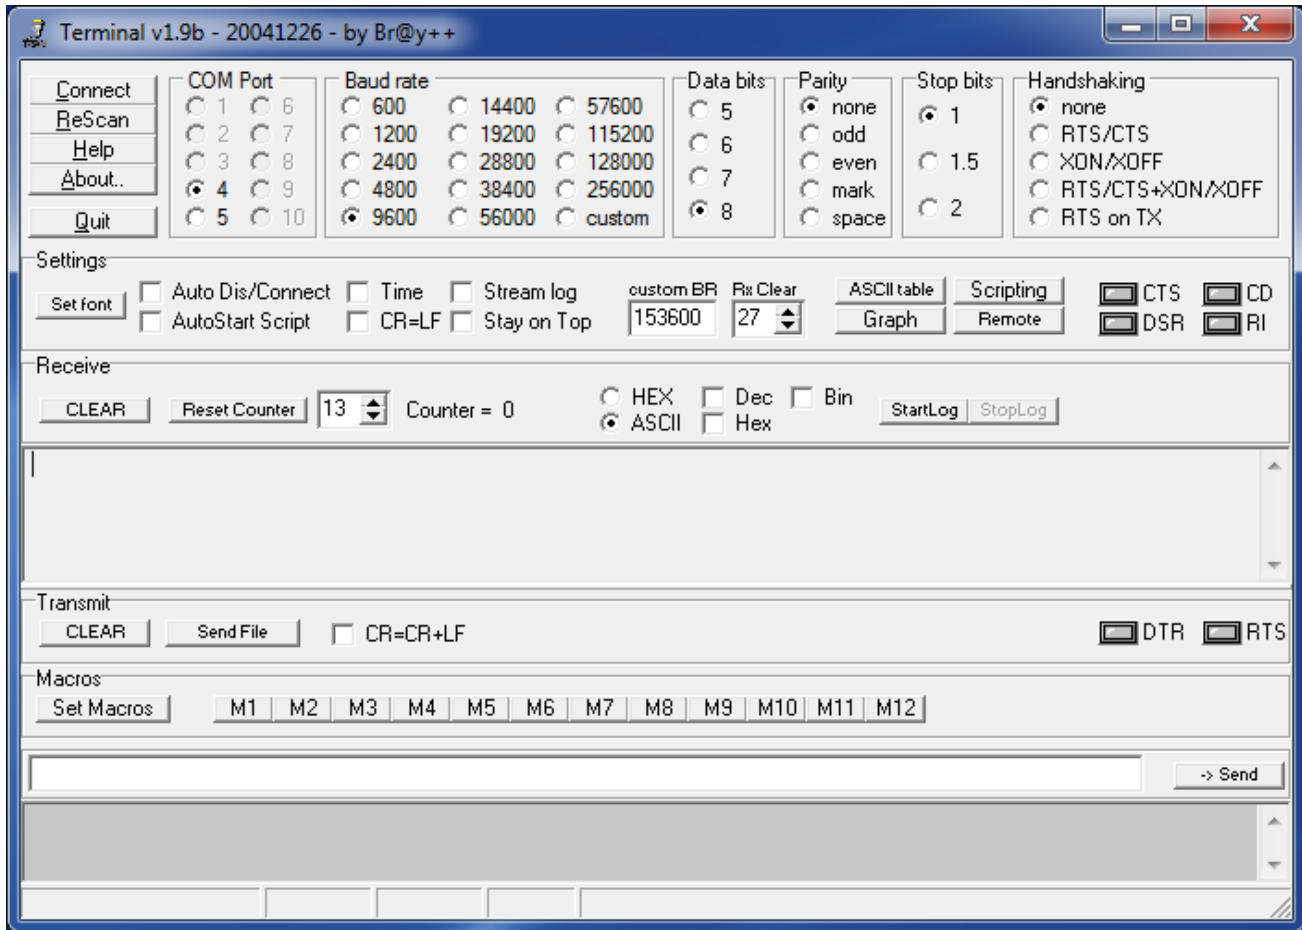 Terminal v1.9b - 20041226 - by Br@y++
Connect
ReScan
Help
About..
Quit
COM Port
1 6
2 7
3 8
4 9
5 10
Baud rate
600 14400 57600
1200 19200 115200
2400 28800 128000
4800 38400 256000
9600 56000 custom
Data bits
5
6
7
8
Parity
none
odd
even
mark
space
Stop bits
1
1.5
2
Handshaking
none
RTS/CTS
XON/XOFF
RTS/CTS+XON/XOFF
RTS on TX
Settings
Set font
Auto Dis/Connect Time Stream log
AutoStart Script CR=LF Stay on Top
custom BR Rx Clear
153600 27
ASCII table Scripting
Graph Remote
CTS CD
DSR RI
Receive
CLEAR Reset Counter 13 Counter = 0
HEX Dec Bin
ASCII Hex
StartLog StopLog
Transmit
CLEAR Send File CR=CR+LF DTR RTS
Macros
Set Macros M1 M2 M3 M4 M5 M6 M7 M8 M9 M10 M11 M12
-> Send